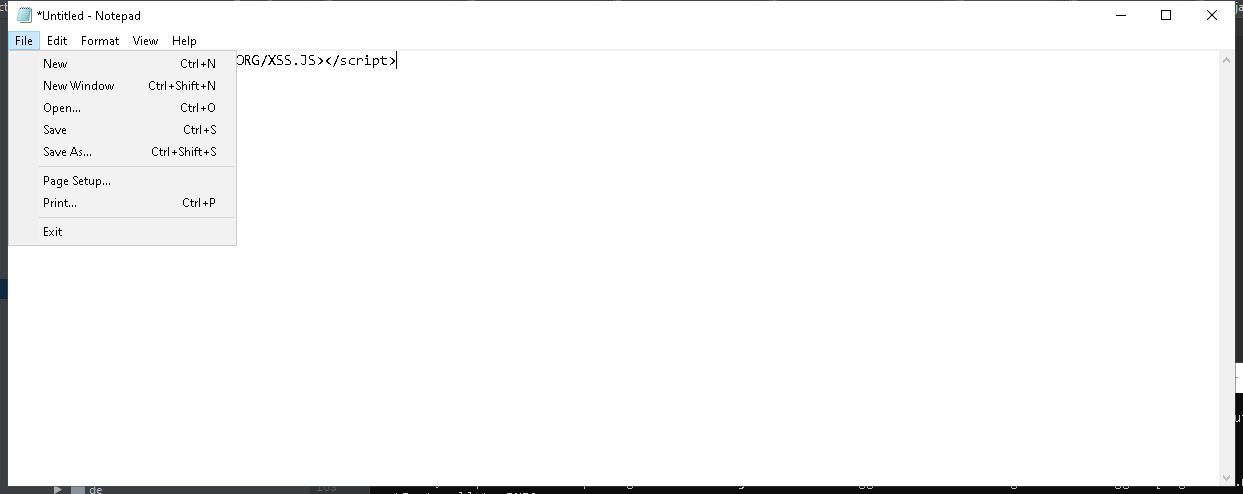 *Untitled - Notepad
File Edit Format View Help
ORG/XSS.JS></script>
New Ctrl+N
New Window Ctrl+Shift+N
Open... Ctrl+O
Save Ctrl+S
Save As... Ctrl+Shift+S
Page Setup...
Print... Ctrl+P
Exit
de